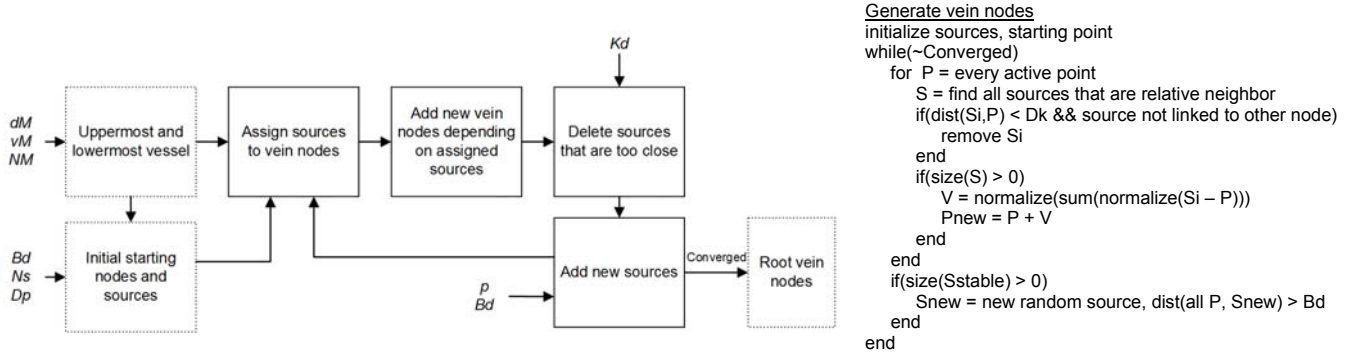 Kd
dM
vM
NM
Uppermost and
lowermost vessel
Assign sources
to vein nodes
Add new vein
nodes depending
on assigned
sources
Delete sources
that are too close
Bd
Ns
Dp
Initial starting
nodes and
sources
p
Bd
Add new sources
Converged
Root vein
nodes
Generate vein nodes
initialize sources, starting point
while(~Converged)
for P = every active point
S = find all sources that are relative neighbor
if(dist(Si,P) < Dk && source not linked to other node)
remove Si
end
if(size(S) > 0)
V = normalize(sum(normalize(Si – P)))
Pnew = P + V
end
end
if(size(Sstable) > 0)
Snew = new random source, dist(all P, Snew) > Bd
end
end